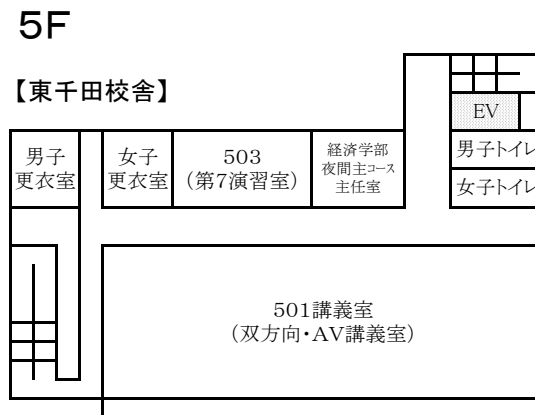 5F
【東千田校舎】
EV
男子
更衣室
女子
更衣室
503
（第7演習室）
経済学部
夜間主コース
主任室
男子トイレ
女子トイレ
501講義室
（双方向・AV講義室）